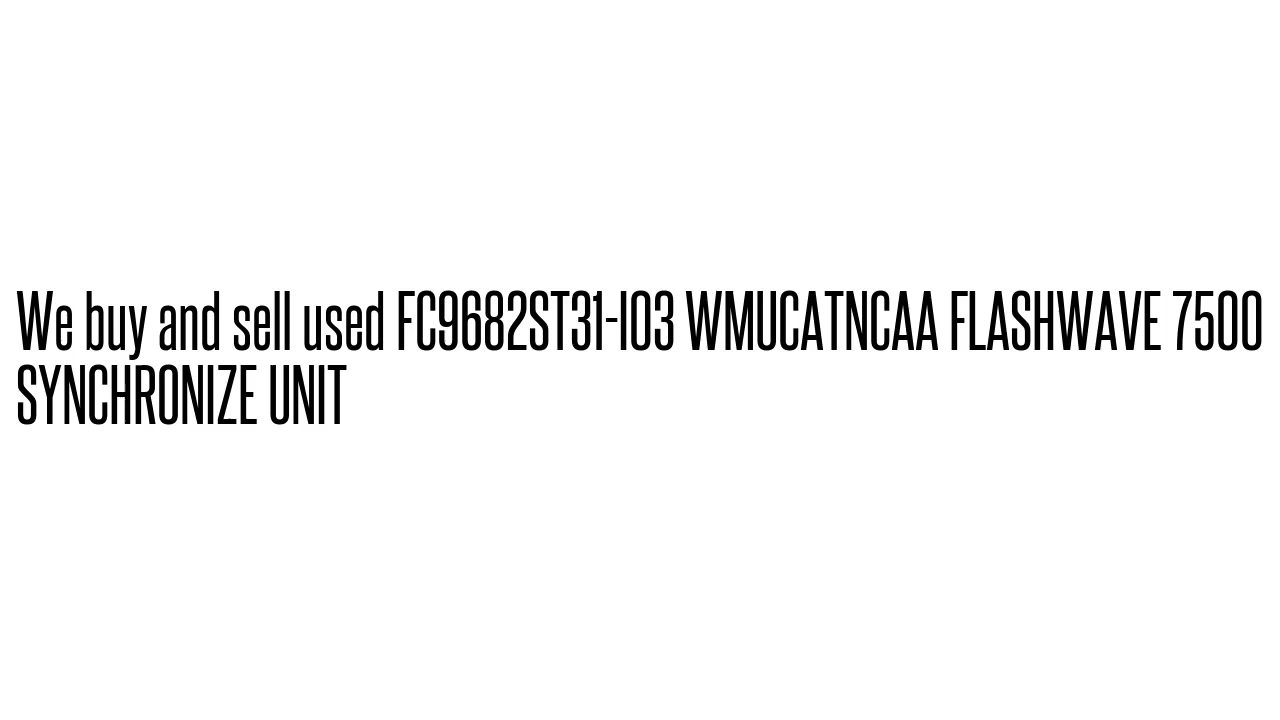 We buy and sell used FC9682ST31-I03 WMUCATNCAA FLASHWAVE 7500
SYNCHRONIZE UNIT